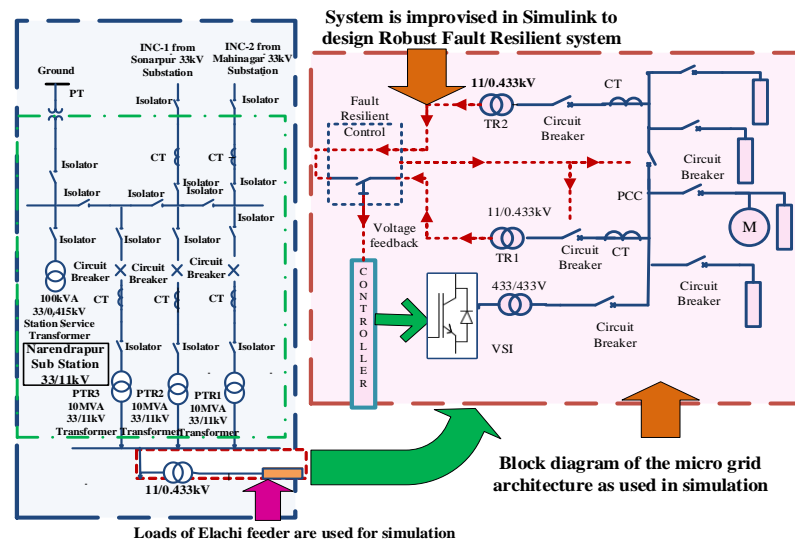 System is improvised in Simulink to
design Robust Fault Resilient system
INC-1 from
Sonarpur 33kV
Substation
INC-2 from
Mahinagar 33kV
Substation
Ground
PT
Isolator
Isolator
CT
CT
Isolator
Isolator
Isolator
Isolator
Isolator
Isolator
Isolator
Isolator
Isolator
Circuit
Breaker
Circuit
Breaker
Circuit
Breaker
100kVA
33/0,415kV
Station Service
Transformer
CT
CT
CT
Narendrapur
Sub Station
33/11kV
Isolator
Isolator
Isolator
PTR3
10MVA
33/11kV
Transformer
PTR2
10MVA
33/11kV
Transformer
PTR1
10MVA
33/11kV
Transformer
11/0.433kV
Loads of Elachi feeder are used for simulation
11/0.433kV
TR2
CT
Circuit
Breaker
Fault
Resilient
Control
Circuit
Breaker
PCC
11/0.433kV
Voltage
feedback
TR1
Circuit
Breaker
CT
M
CONTROLLER
433/433V
VSI
Circuit
Breaker
Circuit
Breaker
Block diagram of the micro grid
architecture as used in simulation